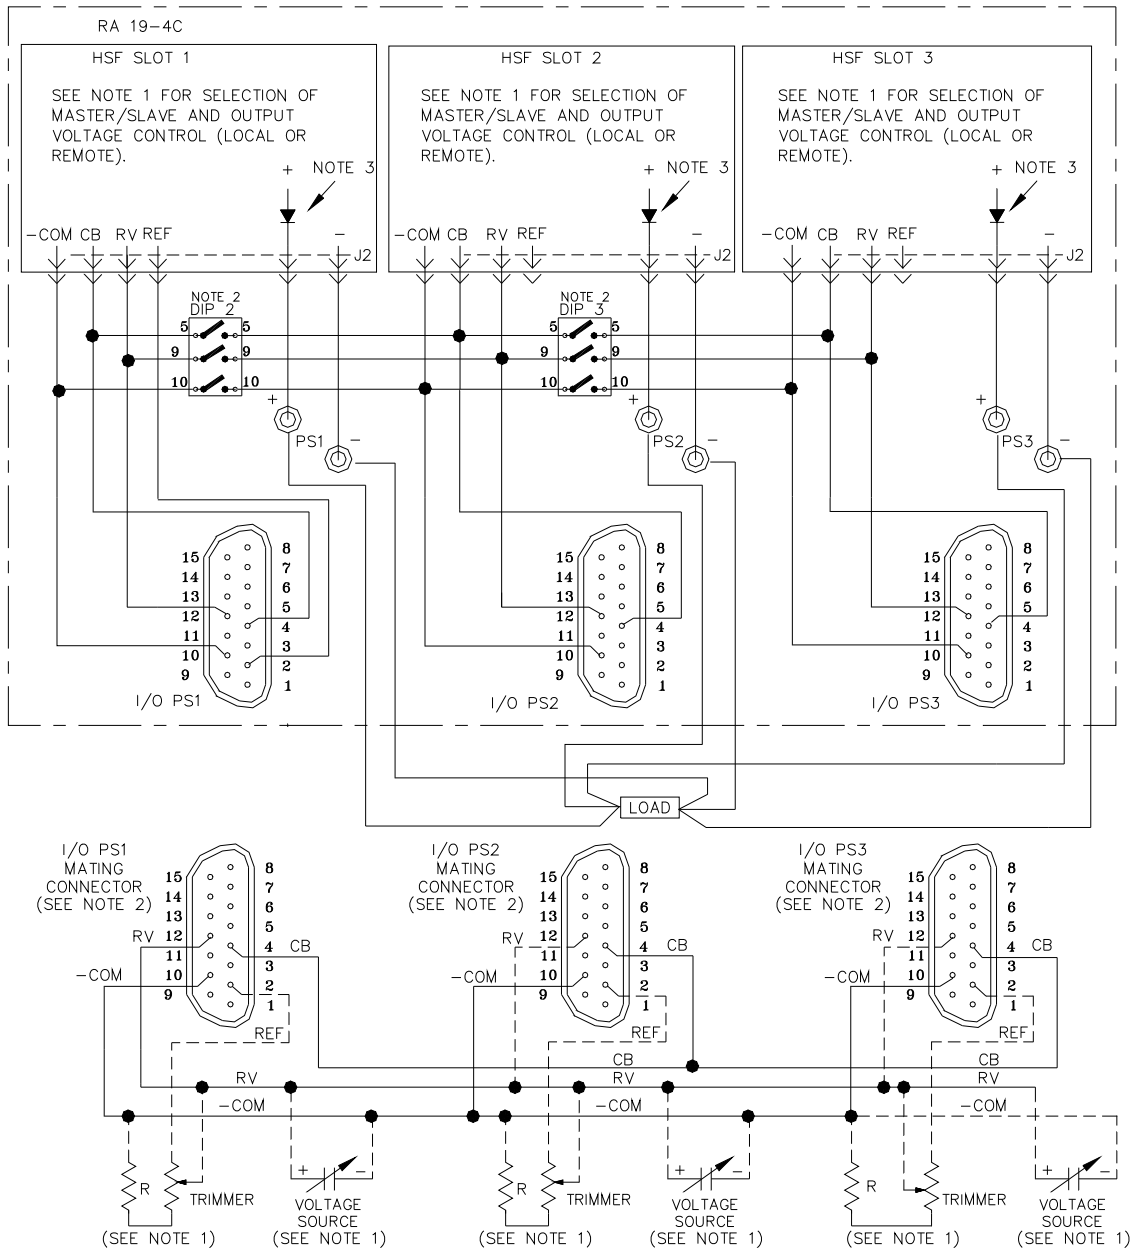 RA 19-4C
HSF SLOT 1
SEE NOTE 1 FOR SELECTION OF
MASTER/SLAVE AND OUTPUT
VOLTAGE CONTROL (LOCAL OR
REMOTE).
+ NOTE 3
-COM CB RV REF -
J2
HSF SLOT 2
SEE NOTE 1 FOR SELECTION OF
MASTER/SLAVE AND OUTPUT
VOLTAGE CONTROL (LOCAL OR
REMOTE).
+ NOTE 3
-COM CB RV REF -
J2
HSF SLOT 3
SEE NOTE 1 FOR SELECTION OF
MASTER/SLAVE AND OUTPUT
VOLTAGE CONTROL (LOCAL OR
REMOTE).
+ NOTE 3
-COM CB RV REF -
J2
NOTE 2
DIP 2
5 5
9 9
10 10
NOTE 2
DIP 3
5 5
9 9
10 10
+ PS1 -
+ PS2 -
+ PS3 -
15
14
13
12
11
10
9
8
7
6
5
4
3
2
1
I/O PS1
15
14
13
12
11
10
9
8
7
6
5
4
3
2
1
I/O PS2
15
14
13
12
11
10
9
8
7
6
5
4
3
2
1
I/O PS3
LOAD
I/O PS1
MATING
CONNECTOR
(SEE NOTE 2)
15
14
13
12
11
10
9
8
7
6
5
4
3
2
1
RV
-COM
CB
REF
I/O PS2
MATING
CONNECTOR
(SEE NOTE 2)
15
14
13
12
11
10
9
8
7
6
5
4
3
2
1
RV
-COM
CB
REF
I/O PS3
MATING
CONNECTOR
(SEE NOTE 2)
15
14
13
12
11
10
9
8
7
6
5
4
3
2
1
RV
-COM
CB
REF
CB CB
RV RV RV
-COM -COM -COM
R
TRIMMER
(SEE NOTE 1)
+ -
VOLTAGE
SOURCE
(SEE NOTE 1)
R
TRIMMER
(SEE NOTE 1)
+ -
VOLTAGE
SOURCE
(SEE NOTE 1)
R
TRIMMER
(SEE NOTE 1)
+ -
VOLTAGE
SOURCE
(SEE NOTE 1)